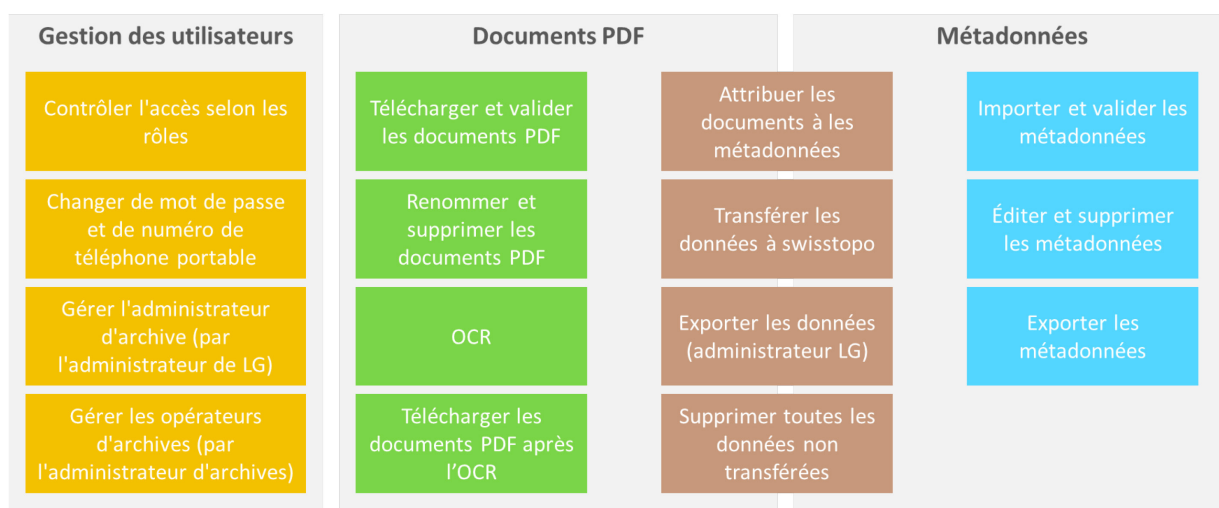 Gestion des utilisateurs
Contrôler l'accès selon les
rôles
Changer de mot de passe
et de numéro de
téléphone portable
Gérer l'administrateur
d'archive (par
l'administrateur de LG)
Gérer les opérateurs
d'archives (par
l'administrateur d'archives)
Documents PDF
Télécharger et valider
les documents PDF
Renommer et
supprimer les
documents PDF
OCR
Télécharger les
documents PDF après
l’OCR
Attribuer les
documents à les
métadonnées
Transférer les
données à swisstopo
Exporter les données
(administrateur LG)
Supprimer toutes les
données non
transférées
Métadonnées
Importer et valider les
métadonnées
Éditer et supprimer
les métadonnées
Exporter les
métadonnées